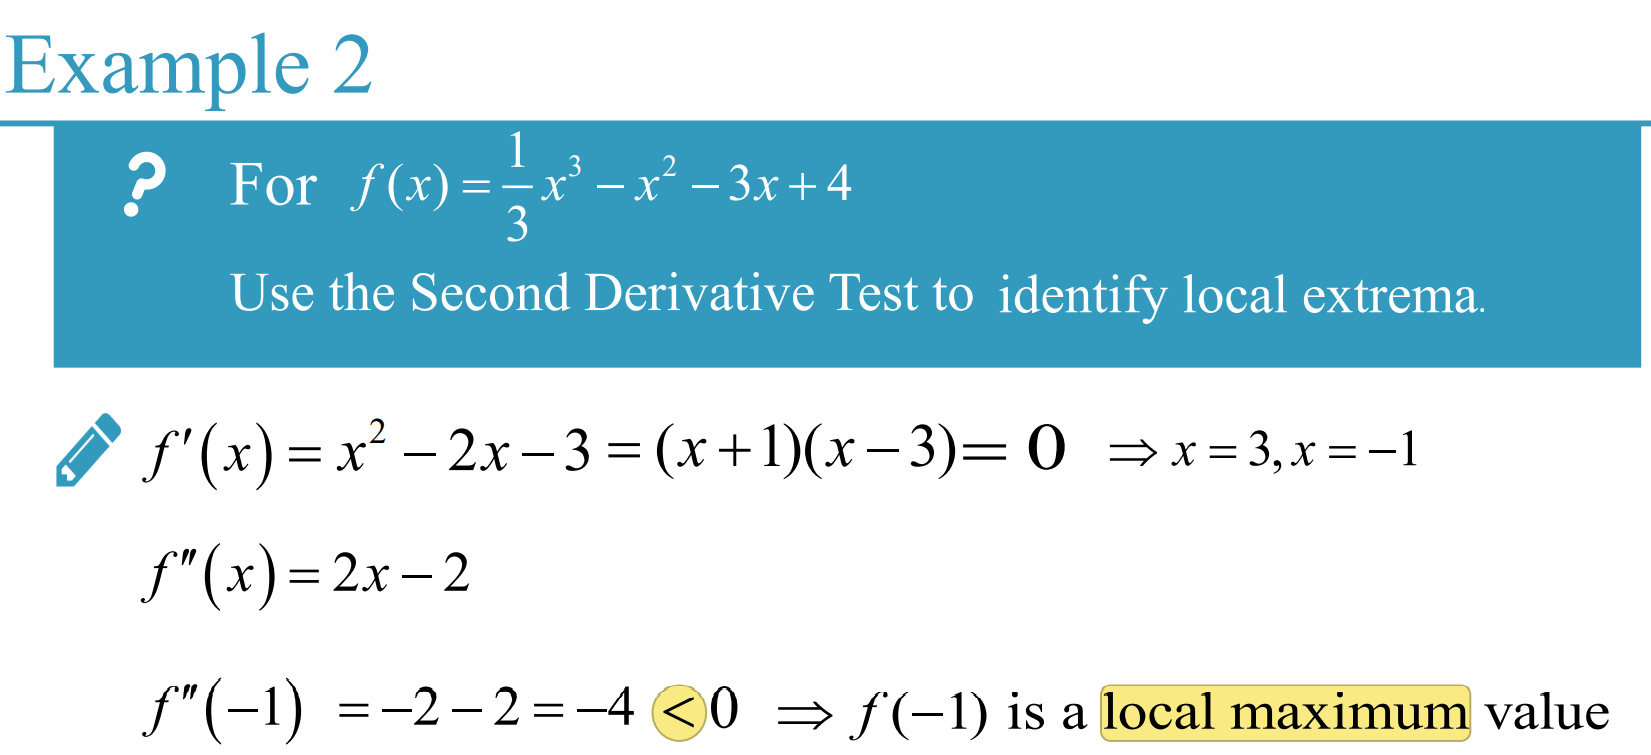 Example 2
? For f(x) = \frac{1}{3}x^3 − x^2 − 3x + 4
Use the Second Derivative Test to identify local extrema.
f′(x) = x^2 − 2x − 3 = (x + 1)(x − 3) = 0 ⇒ x = 3, x = −1
f″(x) = 2x − 2
f″(−1) = −2 − 2 = −4 < 0 ⇒ f(−1) is a local maximum value